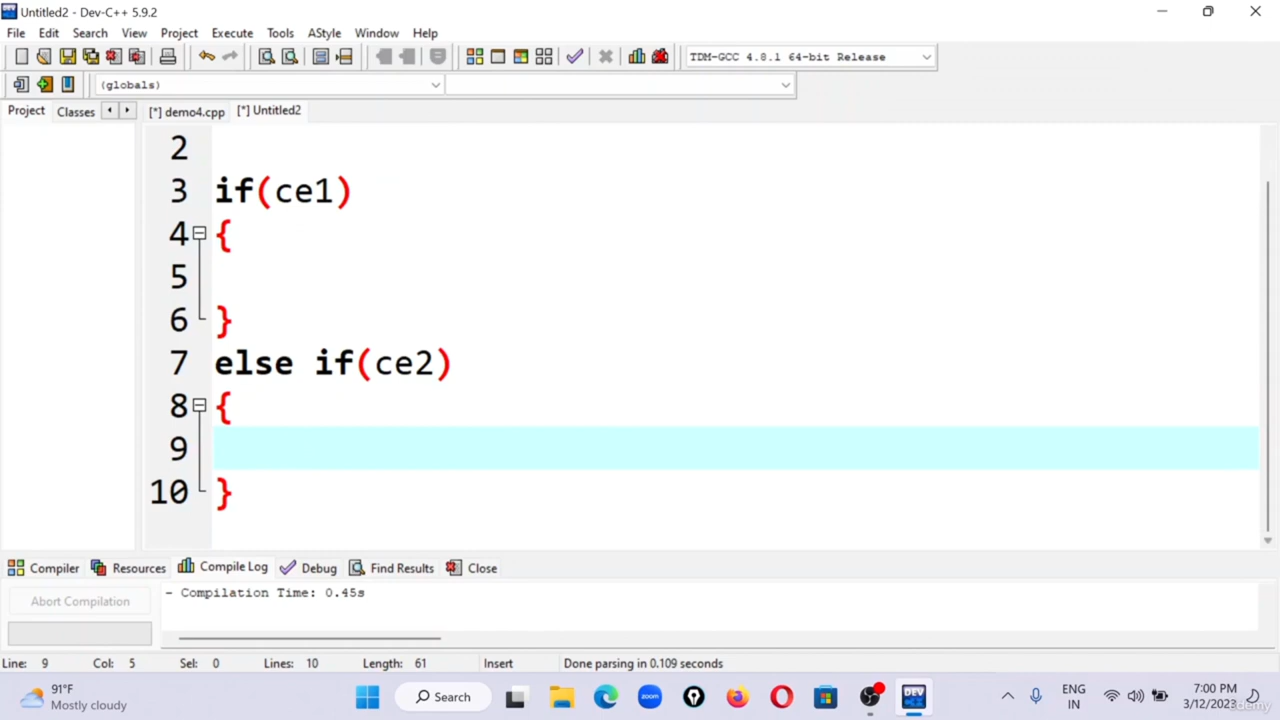 Untitled2 - Dev-C++ 5.9.2
File Edit Search View Project Execute Tools AStyle Window Help
TDM-GCC 4.8.1 64-bit Release
(globals)
Project Classes [*] demo4.cpp [*] Untitled2
2
3 if(ce1)
4 {
5
6 }
7 else if(ce2)
8 {
9
10 }
Compiler Resources Compile Log Debug Find Results Close
Abort Compilation
- Compilation Time: 0.45s
Line: 9 Col: 5 Sel: 0 Lines: 10 Length: 61 Insert Done parsing in 0.109 seconds
91°F
Mostly cloudy
Search
zoom
DEV
ENG
IN
7:00 PM
3/12/2023
Udemy